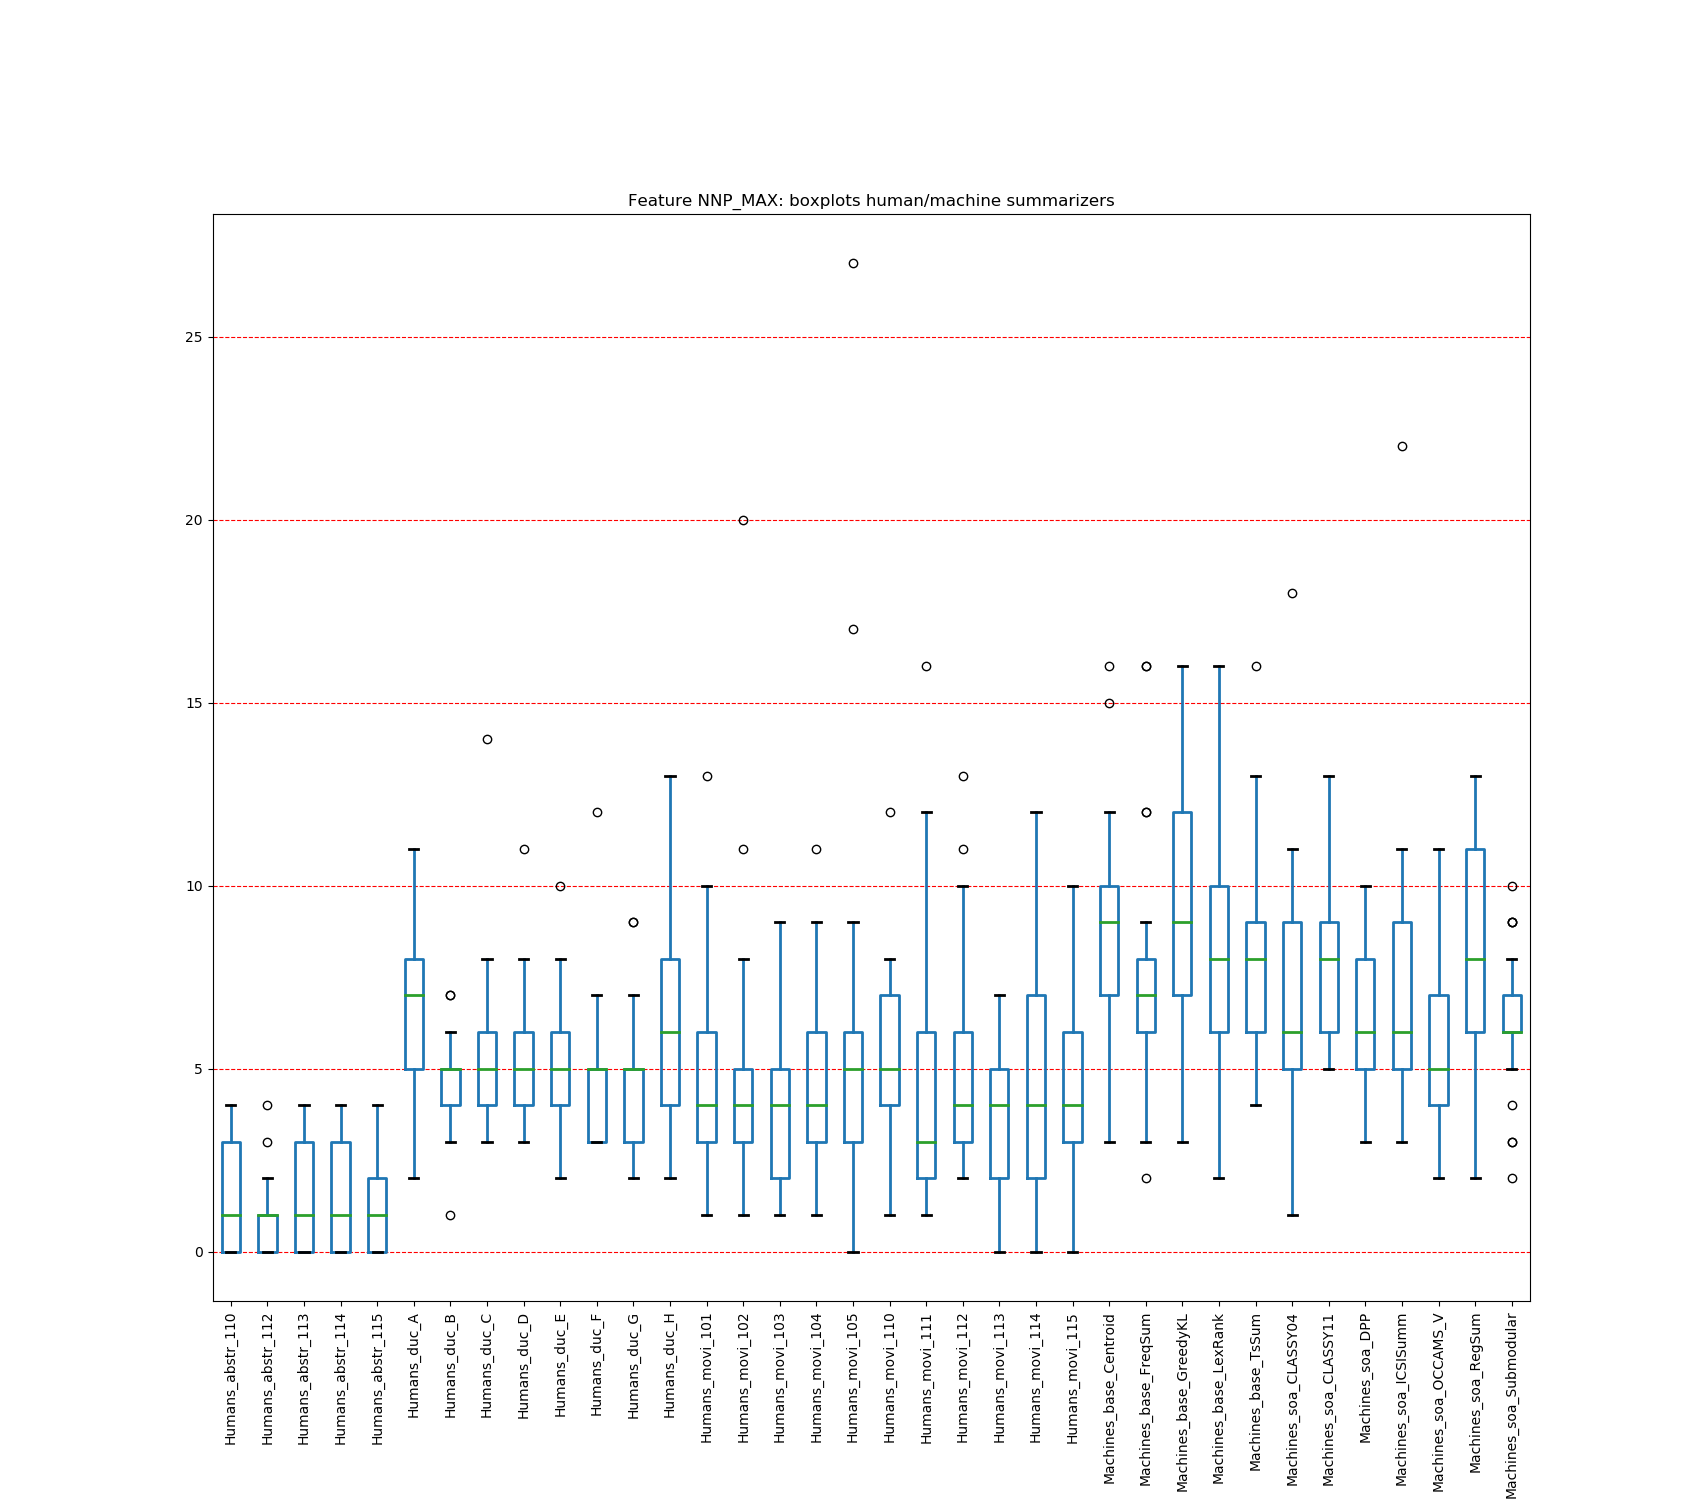 Feature NNP_MAX: boxplots human/machine summarizers
25
20
15
10
5
0
Humans_abstr_110
Humans_abstr_112
Humans_abstr_113
Humans_abstr_114
Humans_abstr_115
Humans_duc_A
Humans_duc_B
Humans_duc_C
Humans_duc_D
Humans_duc_E
Humans_duc_F
Humans_duc_G
Humans_duc_H
Humans_movi_101
Humans_movi_102
Humans_movi_103
Humans_movi_104
Humans_movi_105
Humans_movi_110
Humans_movi_111
Humans_movi_112
Humans_movi_113
Humans_movi_114
Humans_movi_115
Machines_base_Centroid
Machines_base_FreqSum
Machines_base_GreedyKL
Machines_base_LexRank
Machines_base_TsSum
Machines_soa_CLASSY04
Machines_soa_CLASSY11
Machines_soa_DPP
Machines_soa_ICSISumm
Machines_soa_OCCAMS_V
Machines_soa_RegSum
Machines_soa_Submodular